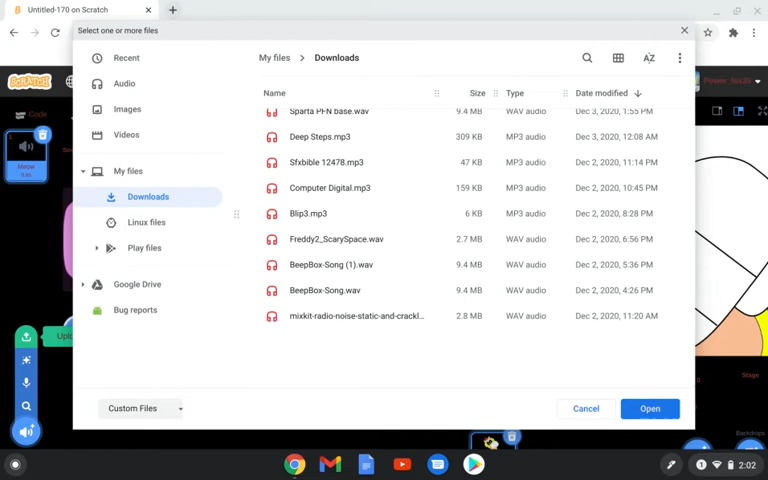 Untitled-170 on Scratch
Select one or more files
SCRATCH
Code
Power_fox35
Meow
Upl
Stage
Backdrops
Recent
Audio
Images
Videos
My files
Downloads
Linux files
Play files
Google Drive
Bug reports
My files > Downloads
AZ
Name Size Type Date modified
Sparta PFN base.wav 9.4 MB WAV audio Dec 3, 2020, 1:55 PM
Deep Steps.mp3 309 KB MP3 audio Dec 3, 2020, 12:08 AM
Sfxbible 12478.mp3 47 KB MP3 audio Dec 2, 2020, 11:14 PM
Computer Digital.mp3 159 KB MP3 audio Dec 2, 2020, 10:45 PM
Blip3.mp3 6 KB MP3 audio Dec 2, 2020, 8:28 PM
Freddy2_ScarySpace.wav 2.7 MB WAV audio Dec 2, 2020, 6:56 PM
BeepBox-Song (1).wav 9.4 MB WAV audio Dec 2, 2020, 5:36 PM
BeepBox-Song.wav 9.4 MB WAV audio Dec 2, 2020, 4:26 PM
mixkit-radio-noise-static-and-crackl... 2.8 MB WAV audio Dec 2, 2020, 11:20 AM
Custom Files
Cancel
Open
1
2:02